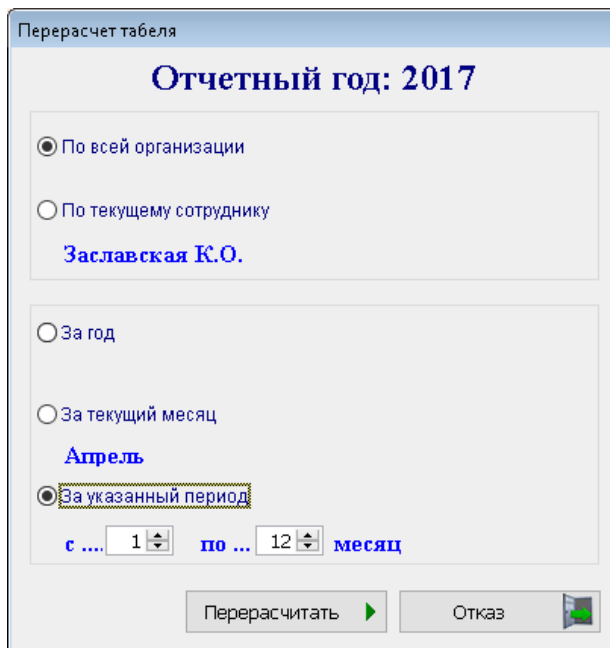 Перерасчет табеля
Отчетный год: 2017
По всей организации
По текущему сотруднику
Заславская К.О.
За год
За текущий месяц
Апрель
За указанный период
с .... 1 по ... 12 месяц
Перерасчитать Отказ